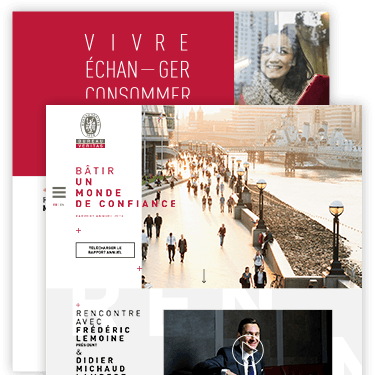 VIVRE
ÉCHAN—GER
CONSOMMER
BUREAU
VERITAS
BÂTIR
UN
MONDE
DE CONFIANCE
RAPPORT ANNUEL
TÉLÉCHARGER LE
RAPPORT ANNUEL
RENCONTRE
AVEC
FRÉDÉRIC
LEMOINE
PRÉSIDENT
&
DIDIER
MICHAUD